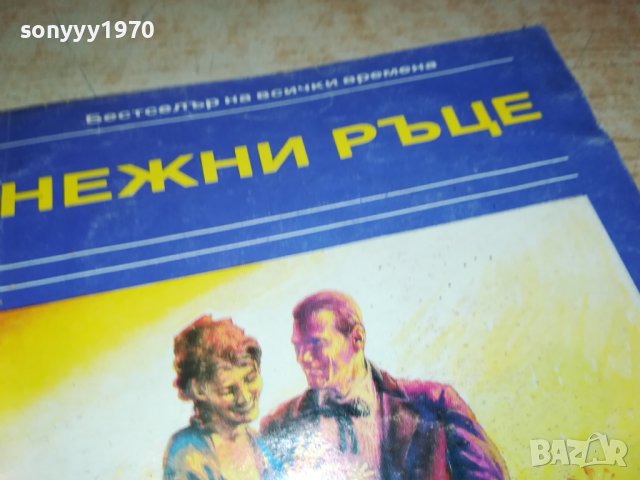 sonyyy1970
Бестселър на всички времена
НЕЖНИ РЪЦЕ
BAZAR